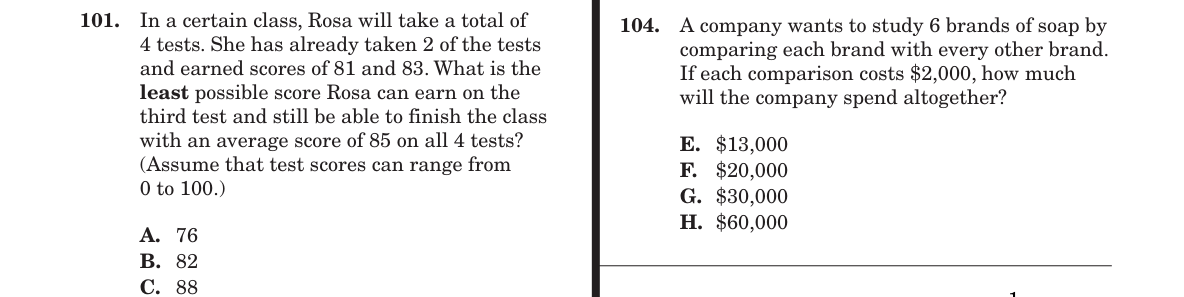 101. In a certain class, Rosa will take a total of
4 tests. She has already taken 2 of the tests
and earned scores of 81 and 83. What is the
least possible score Rosa can earn on the
third test and still be able to finish the class
with an average score of 85 on all 4 tests?
(Assume that test scores can range from
0 to 100.)
A. 76
B. 82
C. 88
104. A company wants to study 6 brands of soap by
comparing each brand with every other brand.
If each comparison costs $2,000, how much
will the company spend altogether?
E. $13,000
F. $20,000
G. $30,000
H. $60,000